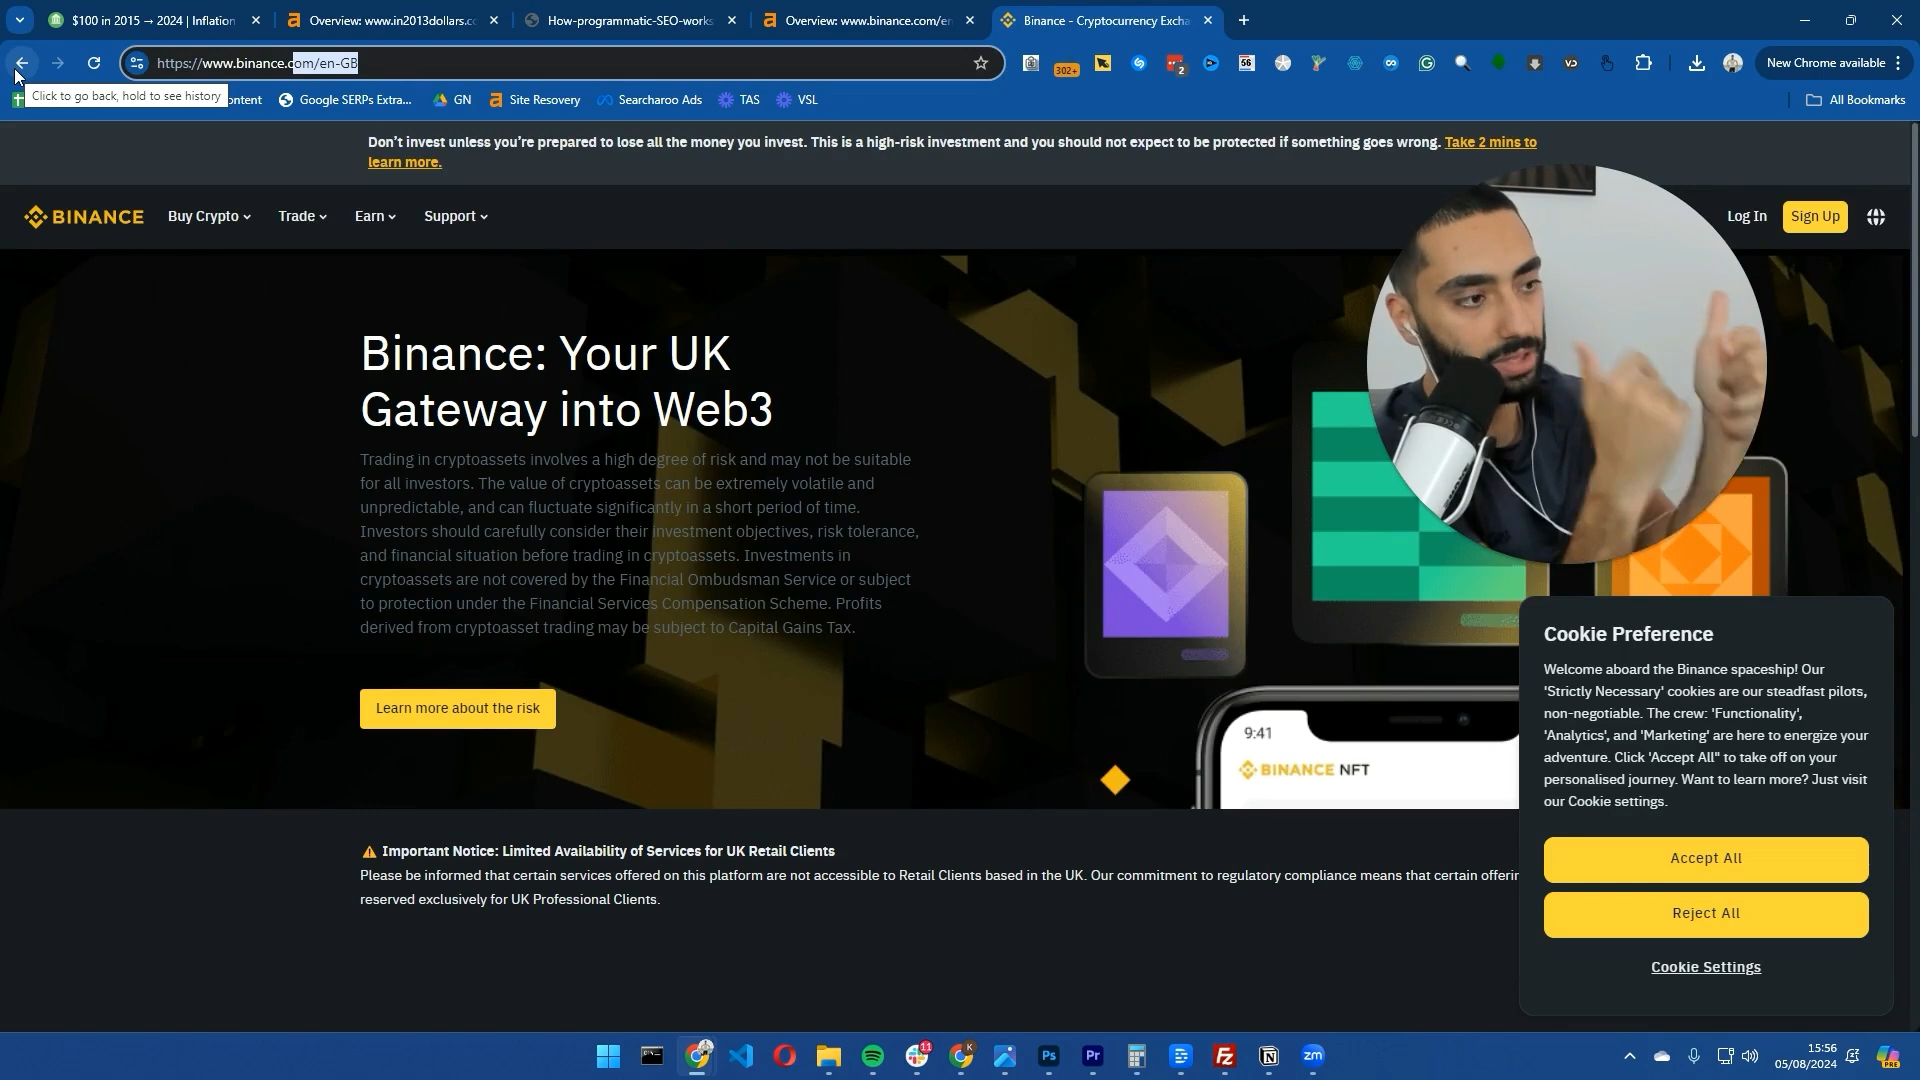 $100 in 2015 → 2024 | Inflation
Overview: www.in2013dollars.c
How-programmatic-SEO-works
Overview: www.binance.com/en
Binance - Cryptocurrency Excha
https://www.binance.com/en-GB
302+
2
56
New Chrome available
Click to go back, hold to see history
ontent
Google SERPs Extra...
GN
Site Recovery
Searcharoo Ads
TAS
VSL
All Bookmarks
Don’t invest unless you’re prepared to lose all the money you invest. This is a high-risk investment and you should not expect to be protected if something goes wrong. Take 2 mins to
learn more.
BINANCE
Buy Crypto
Trade
Earn
Support
Log In
Sign Up
Binance: Your UK
Gateway into Web3
Trading in cryptoassets involves a high degree of risk and may not be suitable
for all investors. The value of cryptoassets can be extremely volatile and
unpredictable, and can fluctuate significantly in a short period of time.
Investors should carefully consider their investment objectives, risk tolerance,
and financial situation before trading in cryptoassets. Investments in
cryptoassets are not covered by the Financial Ombudsman Service or subject
to protection under the Financial Services Compensation Scheme. Profits
derived from cryptoasset trading may be subject to Capital Gains Tax.
Learn more about the risk
9:41
BINANCE NFT
Cookie Preference
Welcome aboard the Binance spaceship! Our
'Strictly Necessary' cookies are our steadfast pilots,
non-negotiable. The crew: 'Functionality',
'Analytics', and 'Marketing' are here to energize your
adventure. Click 'Accept All" to take off on your
personalised journey. Want to learn more? Just visit
our Cookie settings.
Accept All
Reject All
Cookie Settings
Important Notice: Limited Availability of Services for UK Retail Clients
Please be informed that certain services offered on this platform are not accessible to Retail Clients based in the UK. Our commitment to regulatory compliance means that certain offerin
reserved exclusively for UK Professional Clients.
11
K
Ps
Pr
Fz
N
zm
15:56
05/08/2024
PRE